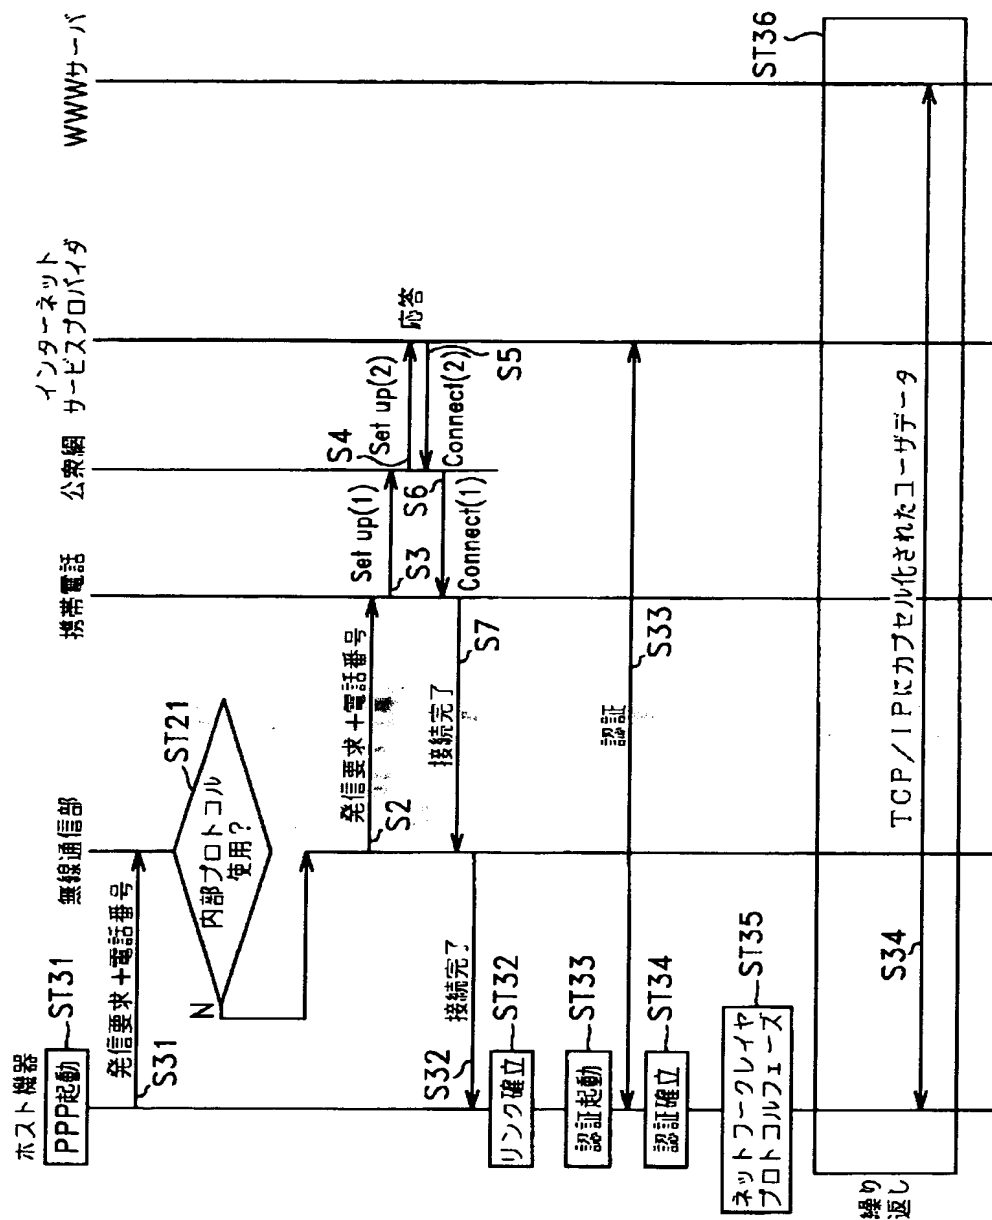 ホスト機器
無線通信部
携帯電話
公衆網
インターネット
サービスプロバイダ
WWWサーバ
PPP起動
ST31
発信要求+電話番号
S31
内部プロトコル
使用?
ST21
N
発信要求+電話番号
S2
Set up(1)
S3
S4
Set up(2)
応答
Connect(2)
S5
S6
Connect(1)
接続完了
S7
接続完了
S32
リンク確立
ST32
認証起動
ST33
認証
S33
認証確立
ST34
ネットワークレイヤ
プロトコルフェーズ
ST35
繰り
返し
TCP/IPにカプセル化されたユーザデータ
S34
ST36